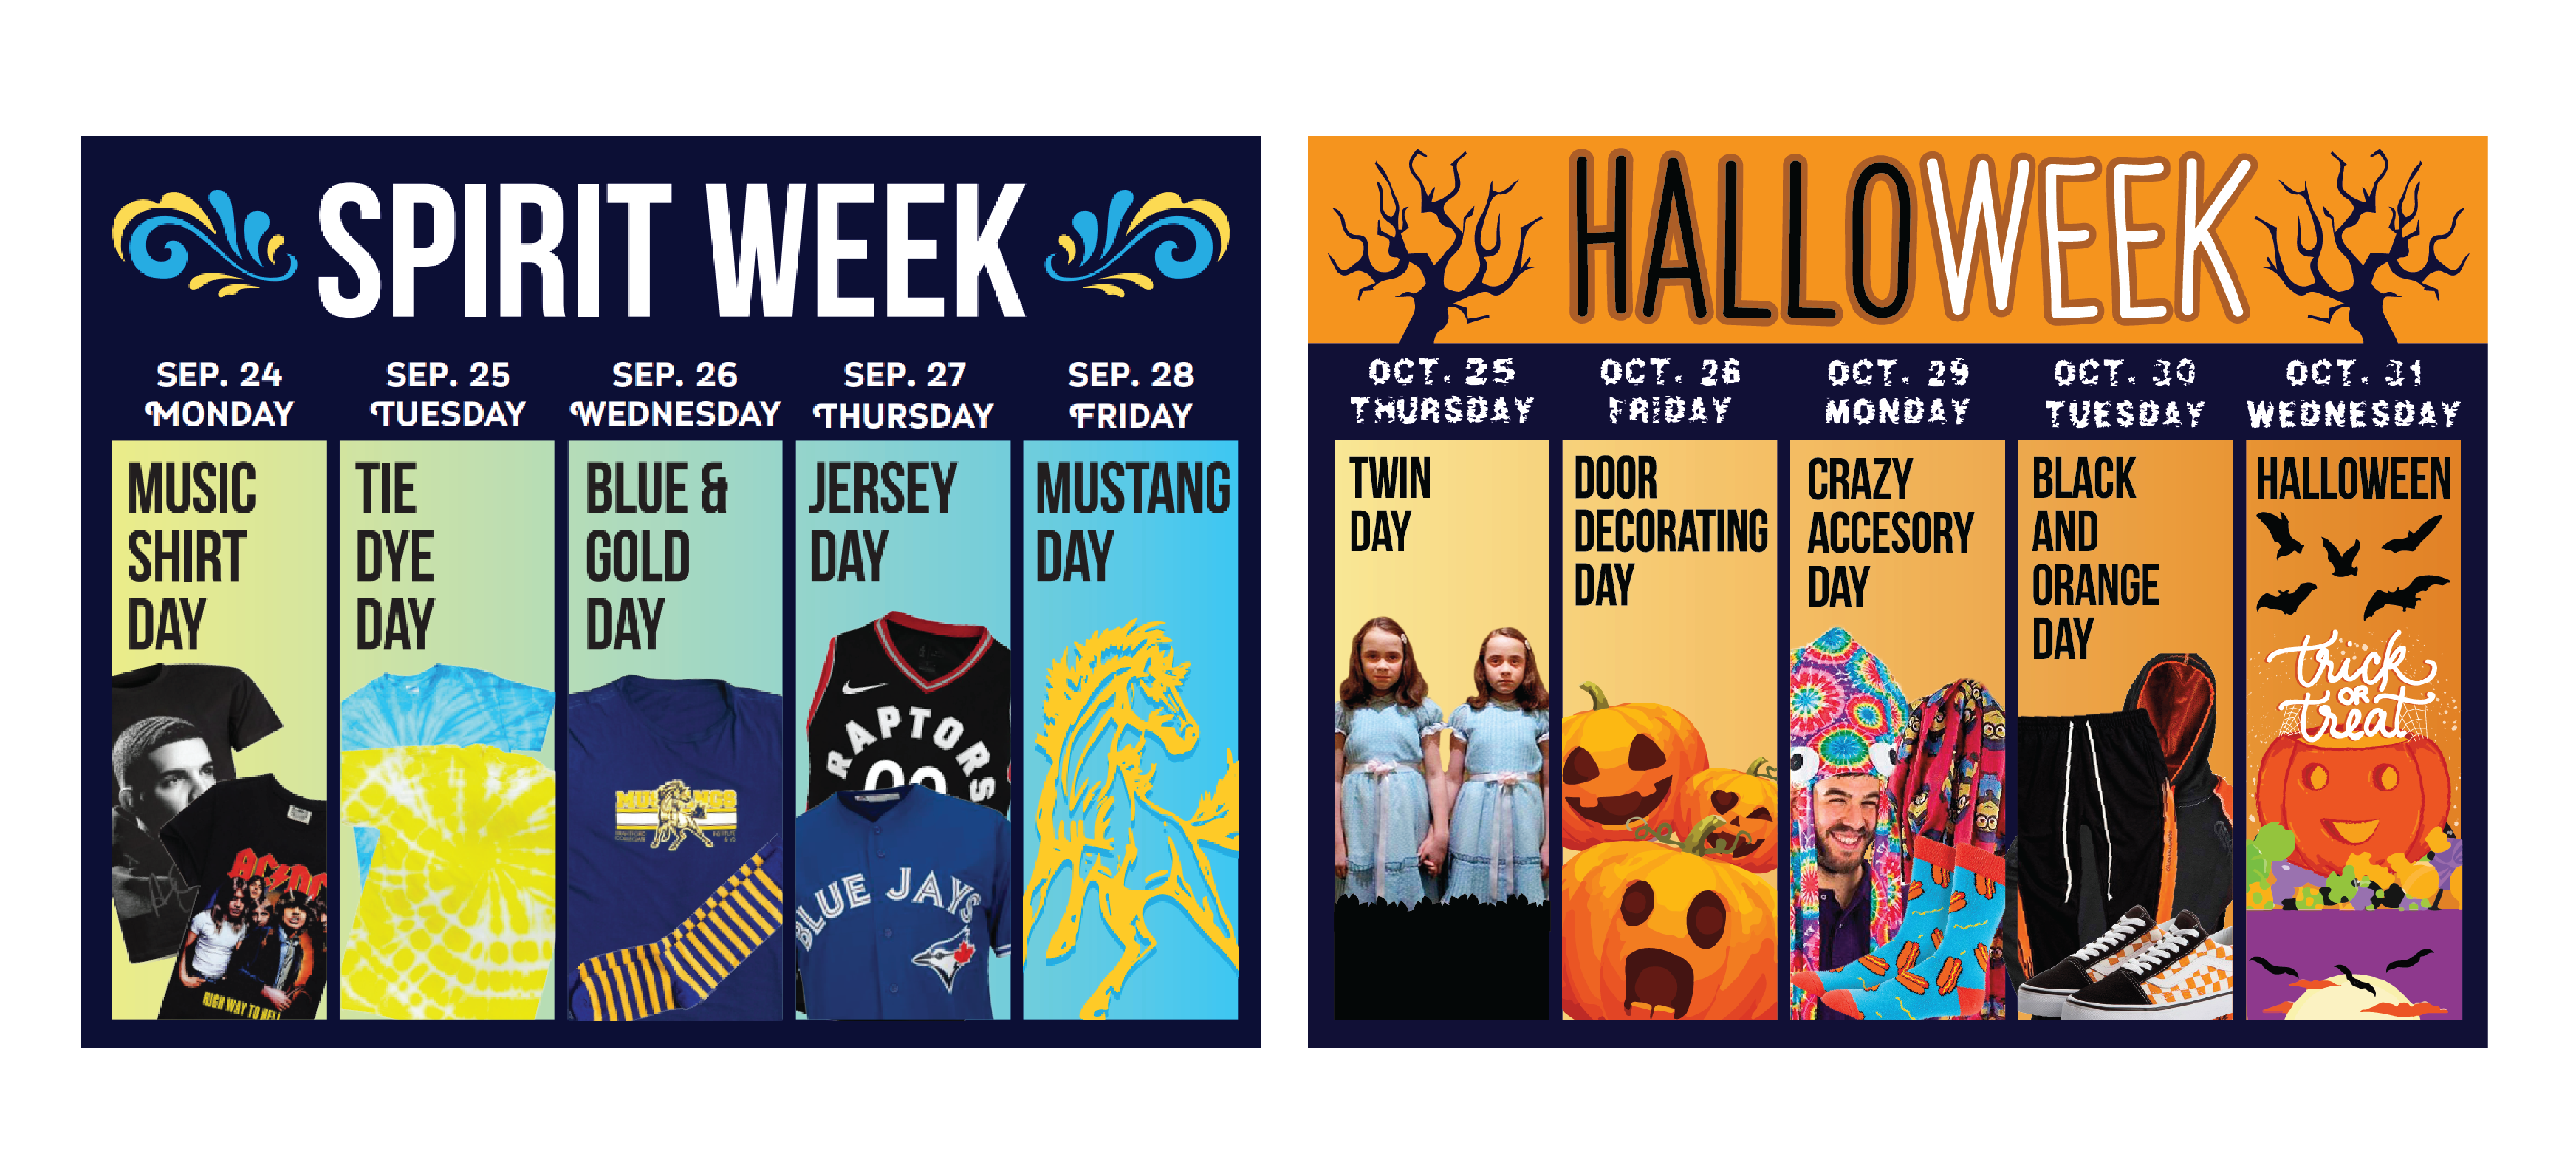 SPIRIT WEEK
SEP. 24
MONDAY
SEP. 25
TUESDAY
SEP. 26
WEDNESDAY
SEP. 27
THURSDAY
SEP. 28
FRIDAY
MUSIC
SHIRT
DAY
AC/DC
HIGH WAY TO HELL
TIE
DYE
DAY
BLUE &
GOLD
DAY
JERSEY
DAY
RAPTORS
BLUE JAYS
MUSTANG
DAY
HALLOWEEK
OCT. 25
THURSDAY
OCT. 26
FRIDAY
OCT. 29
MONDAY
OCT. 30
TUESDAY
OCT. 31
WEDNESDAY
TWIN
DAY
DOOR
DECORATING
DAY
CRAZY
ACCESORY
DAY
BLACK
AND
ORANGE
DAY
HALLOWEEN
trick
OR
treat